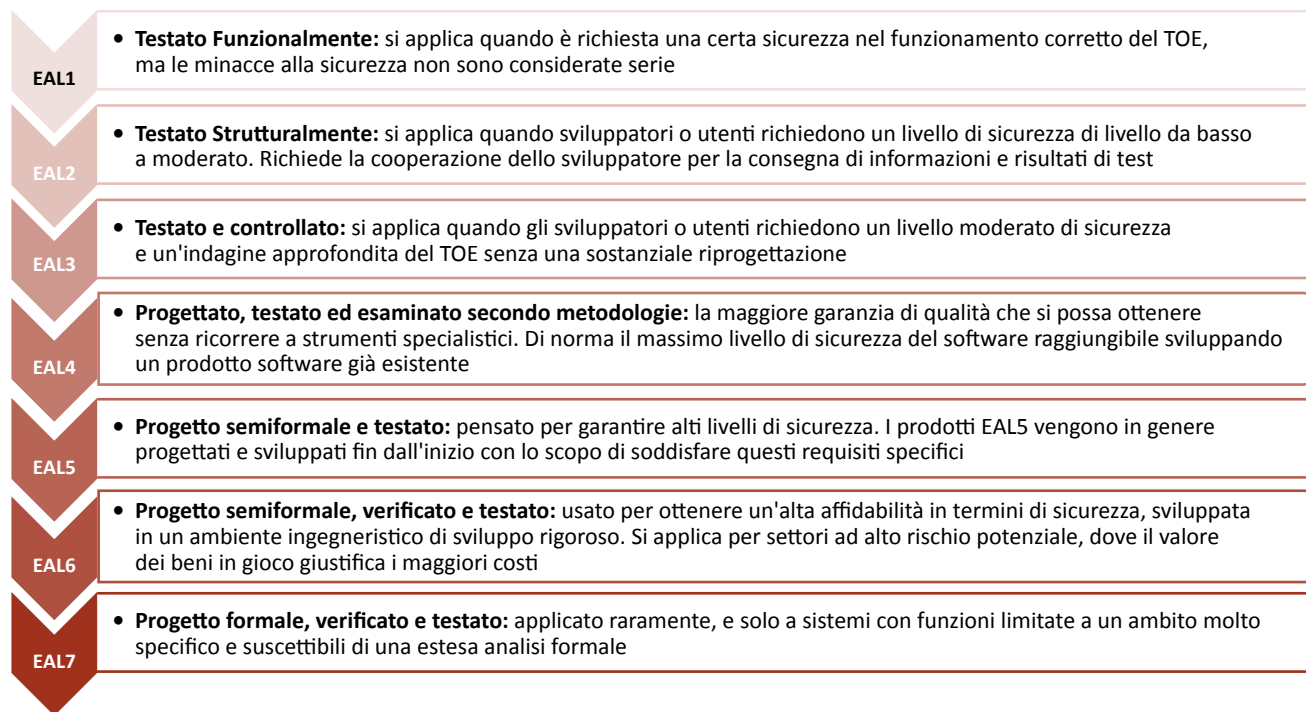 • Testato Funzionalmente: si applica quando è richiesta una certa sicurezza nel funzionamento corretto del TOE,
ma le minacce alla sicurezza non sono considerate serie
EAL1
• Testato Strutturalmente: si applica quando sviluppatori o utenti richiedono un livello di sicurezza di livello da basso
a moderato. Richiede la cooperazione dello sviluppatore per la consegna di informazioni e risultati di test
EAL2
• Testato e controllato: si applica quando gli sviluppatori o utenti richiedono un livello moderato di sicurezza
e un'indagine approfondita del TOE senza una sostanziale riprogettazione
EAL3
• Progettato, testato ed esaminato secondo metodologie: la maggiore garanzia di qualità che si possa ottenere
senza ricorrere a strumenti specialistici. Di norma il massimo livello di sicurezza del software raggiungibile sviluppando
un prodotto software già esistente
EAL4
• Progetto semiformale e testato: pensato per garantire alti livelli di sicurezza. I prodotti EAL5 vengono in genere
progettati e sviluppati fin dall'inizio con lo scopo di soddisfare questi requisiti specifici
EAL5
• Progetto semiformale, verificato e testato: usato per ottenere un'alta affidabilità in termini di sicurezza, sviluppata
in un ambiente ingegneristico di sviluppo rigoroso. Si applica per settori ad alto rischio potenziale, dove il valore
dei beni in gioco giustifica i maggiori costi
EAL6
• Progetto formale, verificato e testato: applicato raramente, e solo a sistemi con funzioni limitate a un ambito molto
specifico e suscettibili di una estesa analisi formale
EAL7